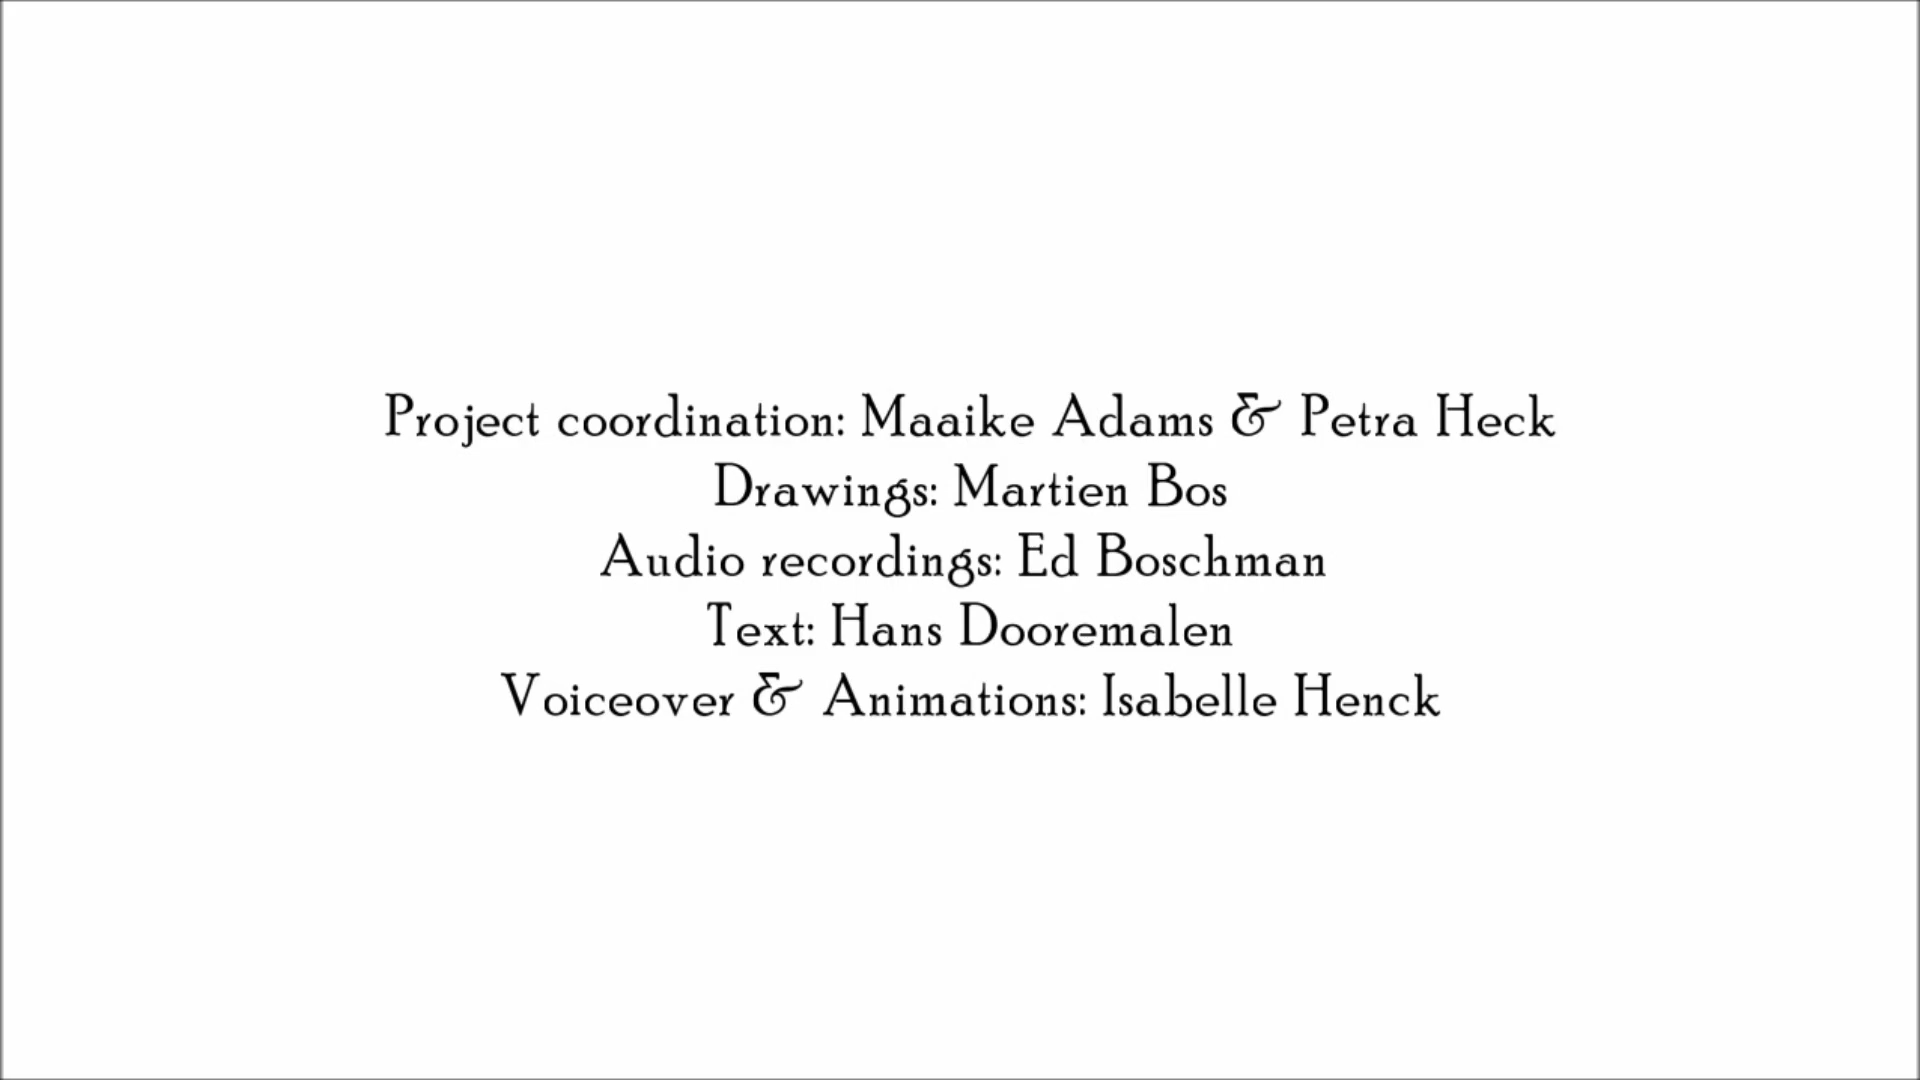 Project coordination: Maaike Adams & Petra Heck
Drawings: Martien Bos
Audio recordings: Ed Boschman
Text: Hans Dooremalen
Voiceover & Animations: Isabelle Henck